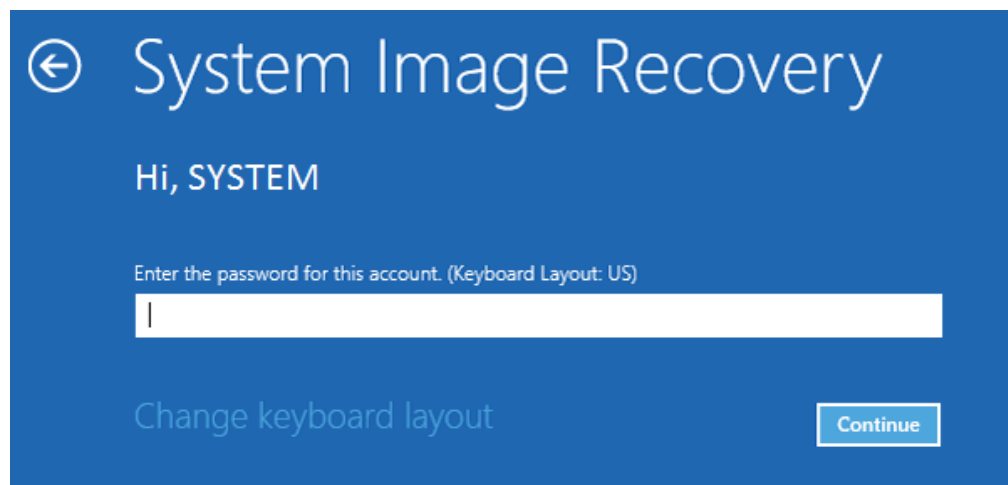 System Image Recovery
Hi, SYSTEM
Enter the password for this account. (Keyboard Layout: US)
Change keyboard layout
Continue